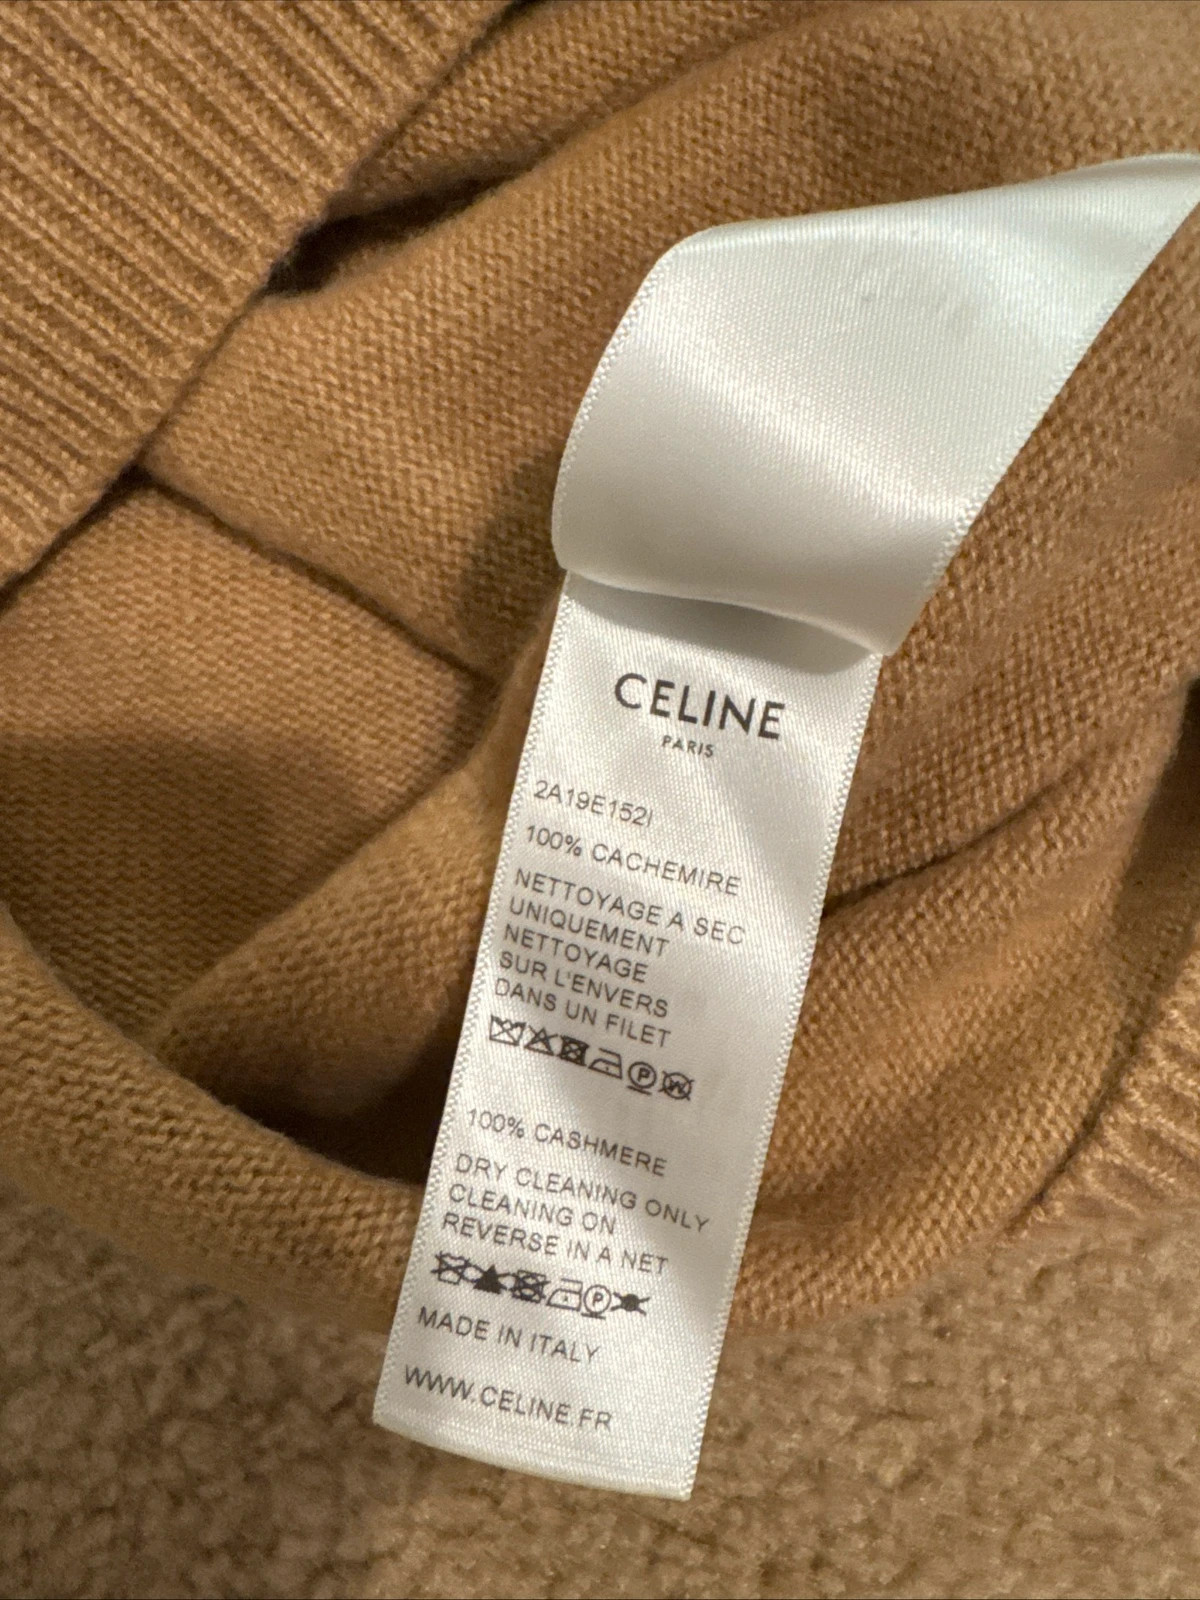 CELINE
PARIS
2A19E152I
100% CACHEMIRE
NETTOYAGE A SEC
UNIQUEMENT
NETTOYAGE
SUR L'ENVERS
DANS UN FILET
P W
100% CASHMERE
DRY CLEANING ONLY
CLEANING ON
REVERSE IN A NET
P
MADE IN ITALY
WWW.CELINE.FR